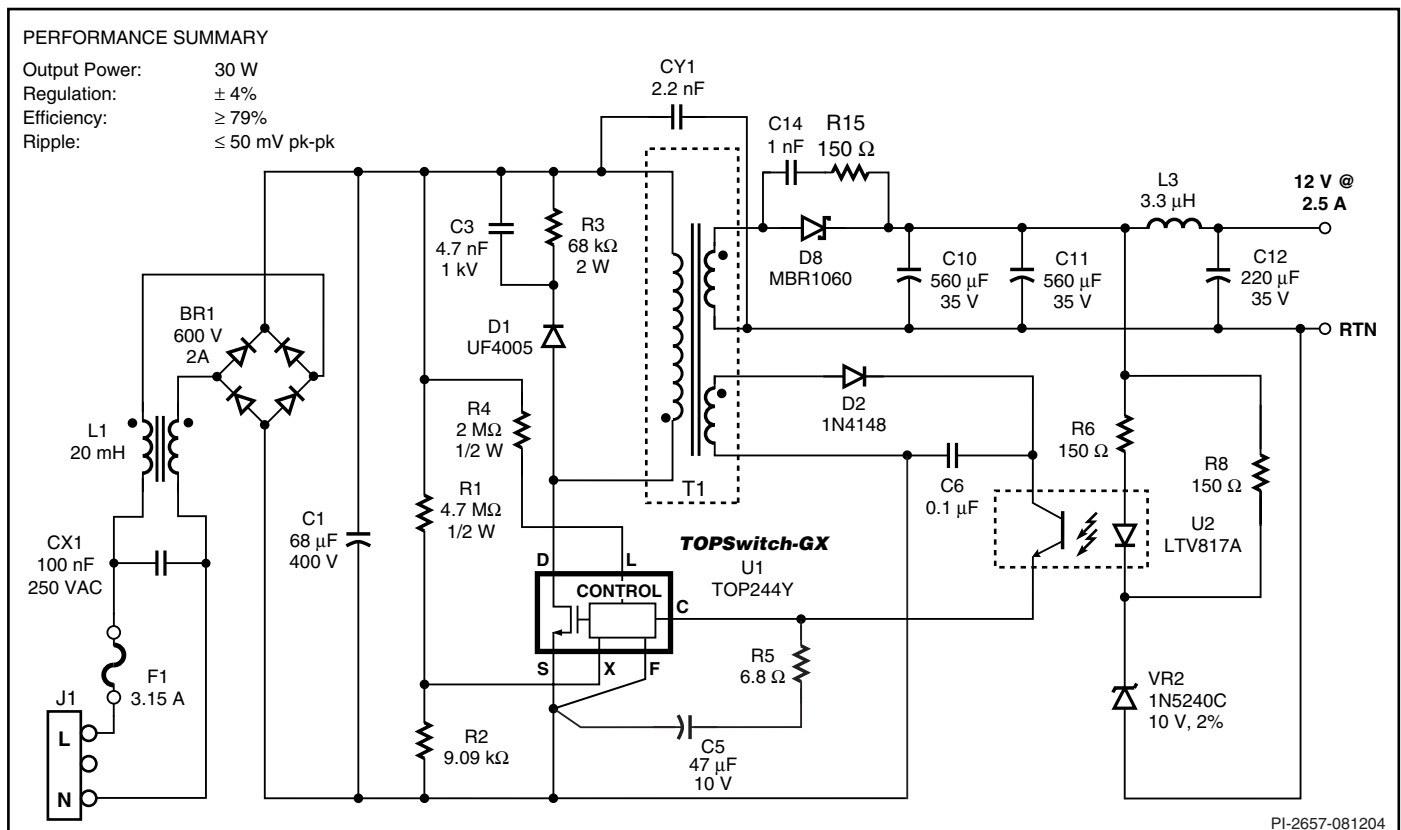 PERFORMANCE SUMMARY
Output Power: 30 W
Regulation: ± 4%
Efficiency: ≥ 79%
Ripple: ≤ 50 mV pk-pk
CY1
2.2 nF
C14
1 nF
R15
150 Ω
L3
3.3 µH
12 V @
2.5 A
C3
4.7 nF
1 kV
R3
68 kΩ
2 W
D8
MBR1060
C10
560 µF
35 V
C11
560 µF
35 V
C12
220 µF
35 V
RTN
BR1
600 V
2A
D1
UF4005
D2
1N4148
L1
20 mH
R4
2 MΩ
1/2 W
T1
C6
0.1 µF
R6
150 Ω
R8
150 Ω
U2
LTV817A
CX1
100 nF
250 VAC
C1
68 µF
400 V
R1
4.7 MΩ
1/2 W
TOPSwitch-GX
U1
TOP244Y
D
L
CONTROL
C
S
X
F
R5
6.8 Ω
F1
3.15 A
J1
L
N
R2
9.09 kΩ
C5
47 µF
10 V
VR2
1N5240C
10 V, 2%
PI-2657-081204